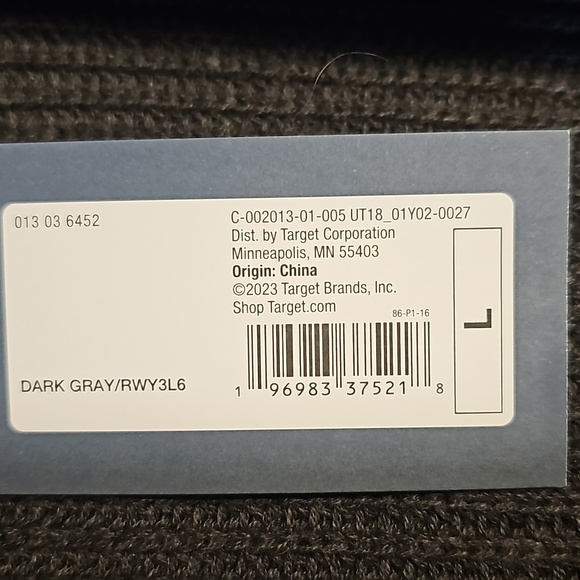 013 03 6452
C-002013-01-005 UT18_01Y02-0027
Dist. by Target Corporation
Minneapolis, MN 55403
Origin: China
©2023 Target Brands, Inc.
Shop Target.com
86-P1-16
L
DARK GRAY/RWY3L6
1 96983 37521 8